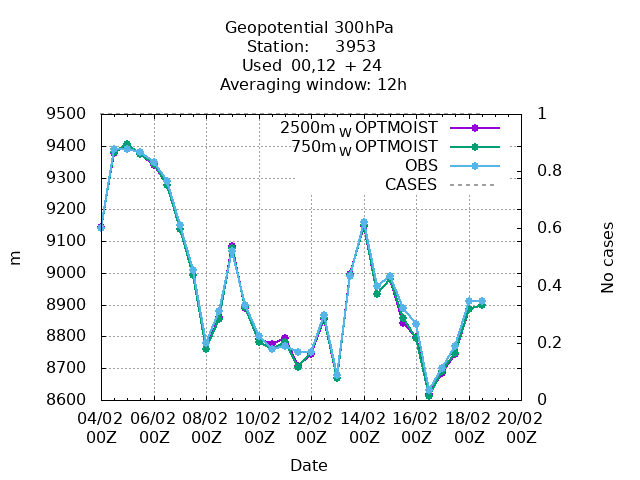 Geopotential 300hPa
Station: 3953
Used 00,12 + 24
Averaging window: 12h
9500
9400
9300
9200
9100
9000
8900
8800
8700
8600
m
2500m W OPTMOIST
750m W OPTMOIST
OBS
CASES
1
0.8
0.6
0.4
0.2
0
No cases
04/02 06/02 08/02 10/02 12/02 14/02 16/02 18/02 20/02
00Z 00Z 00Z 00Z 00Z 00Z 00Z 00Z 00Z
Date